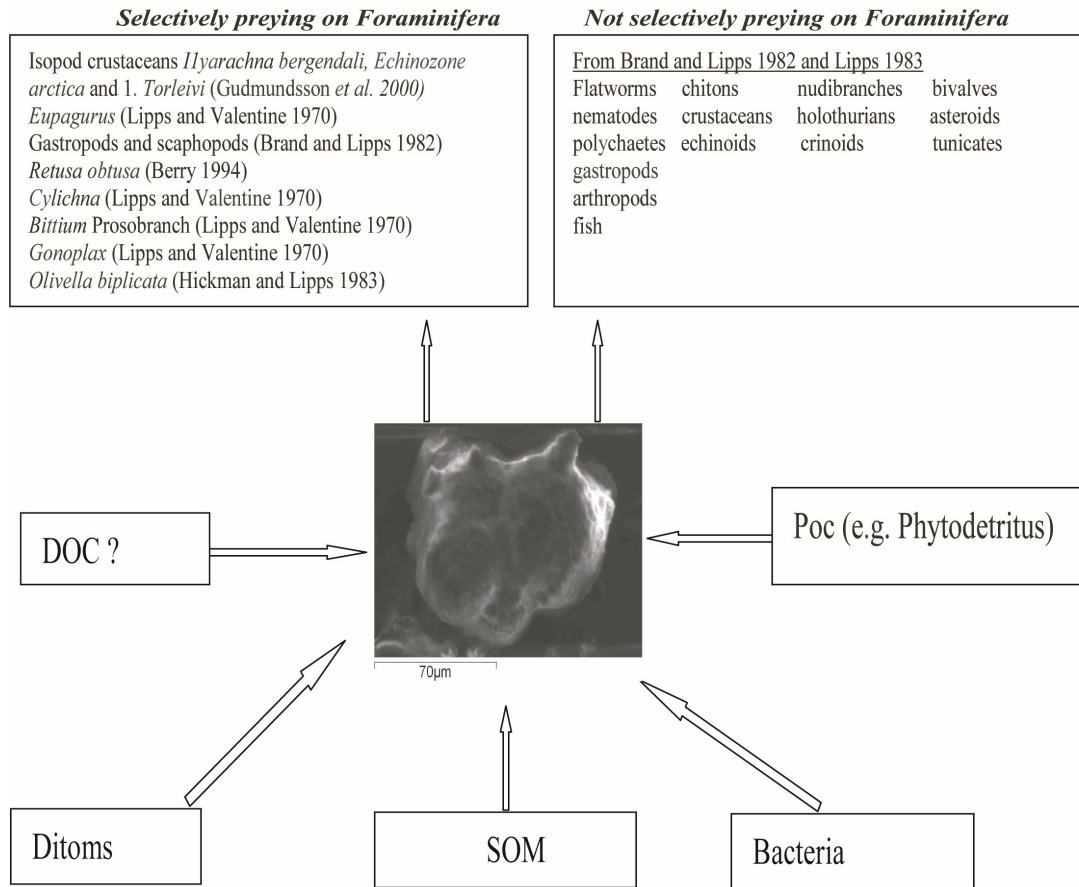 Selectively preying on Foraminifera
Isopod crustaceans I1yarachna bergendali, Echinozone
arctica and 1. Torleivi (Gudmundsson et al. 2000)
Eupagurus (Lipps and Valentine 1970)
Gastropods and scaphopods (Brand and Lipps 1982)
Retusa obtusa (Berry 1994)
Cylichna (Lipps and Valentine 1970)
Bittium Prosobranch (Lipps and Valentine 1970)
Gonoplax (Lipps and Valentine 1970)
Olivella biplicata (Hickman and Lipps 1983)
Not selectively preying on Foraminifera
From Brand and Lipps 1982 and Lipps 1983
Flatworms chitons nudibranches bivalves
nematodes crustaceans holothurians asteroids
polychaetes echinoids crinoids tunicates
gastropods
arthropods
fish
DOC ?
Poc (e.g. Phytodetritus)
70µm
Ditoms
SOM
Bacteria